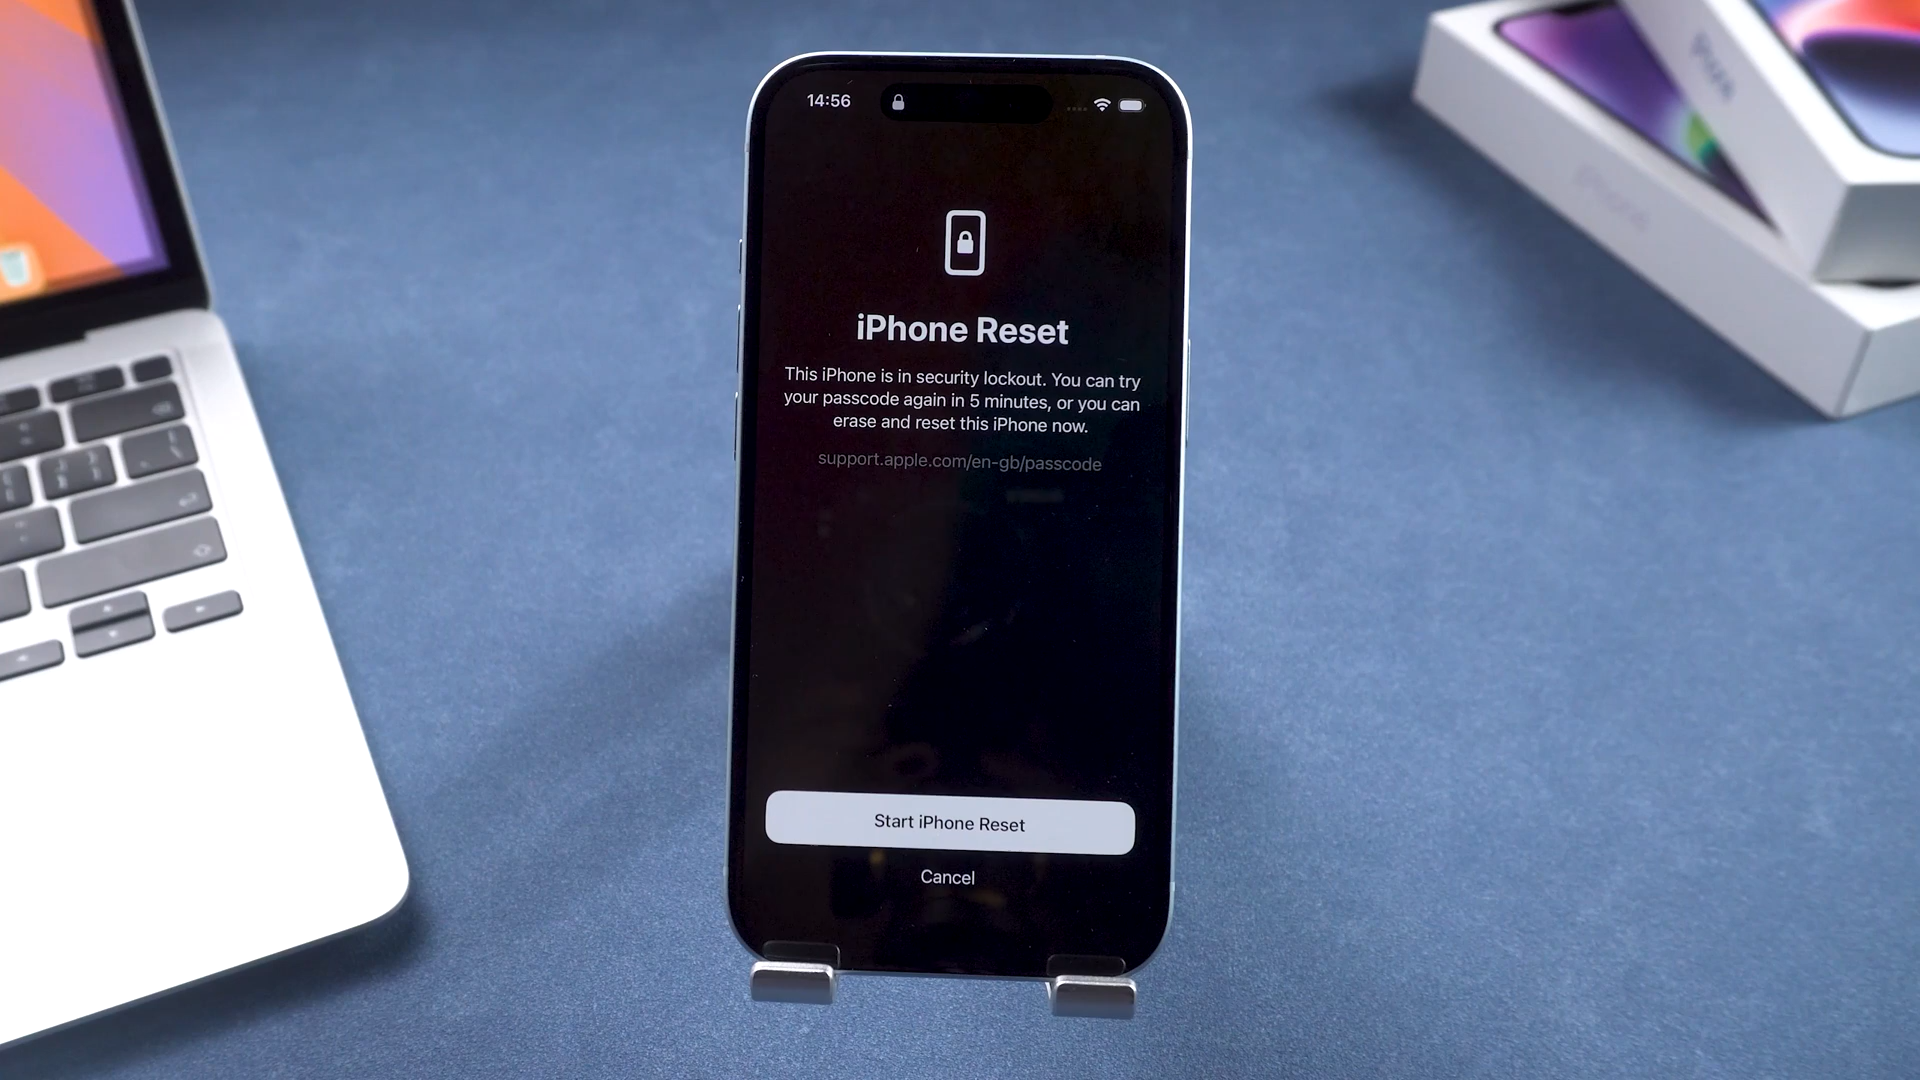 14:56
iPhone Reset
This iPhone is in security lockout. You can try
your passcode again in 5 minutes, or you can
erase and reset this iPhone now.
support.apple.com/en-gb/passcode
Start iPhone Reset
Cancel
iPhone
iPhone